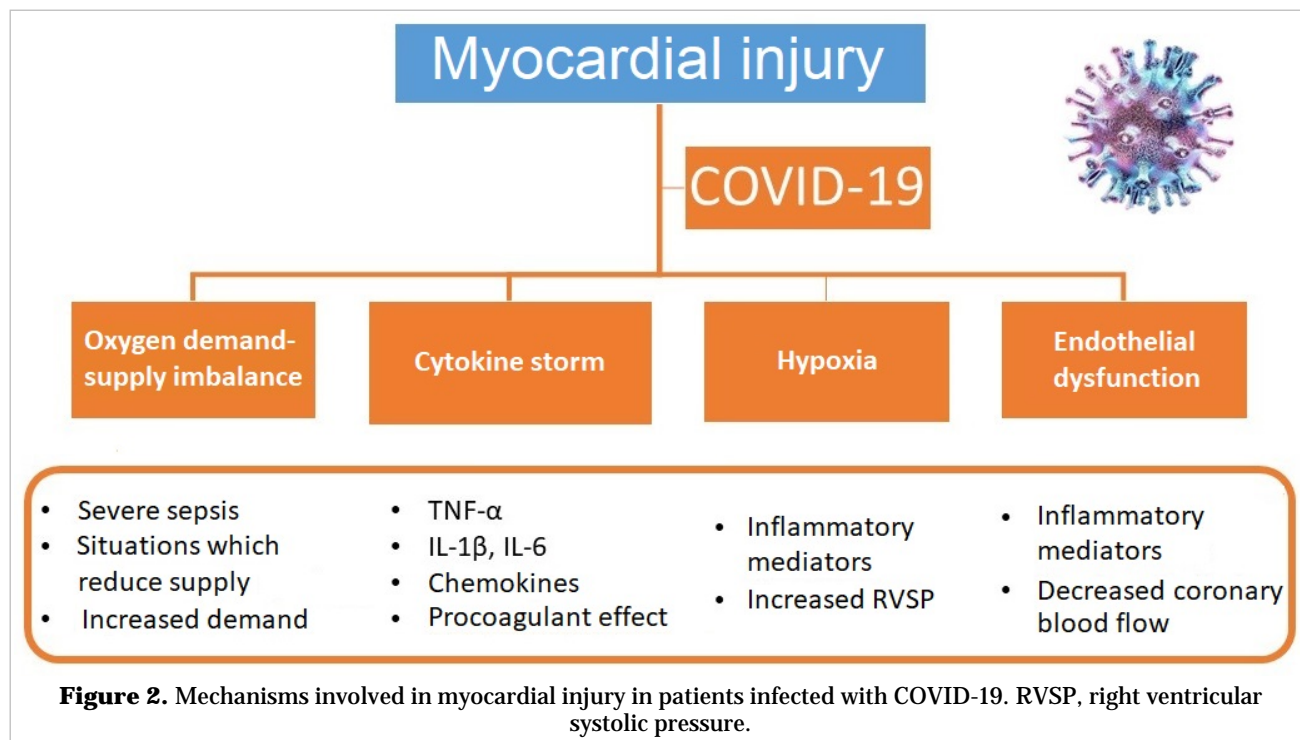 Myocardial injury
COVID-19
Oxygen demand-
supply imbalance
Cytokine storm
Hypoxia
Endothelial
dysfunction
• Severe sepsis
• Situations which
reduce supply
• Increased demand
• TNF-α
• IL-1β, IL-6
• Chemokines
• Procoagulant effect
• Inflammatory
mediators
• Increased RVSP
• Inflammatory
mediators
• Decreased coronary
blood flow
Figure 2. Mechanisms involved in myocardial injury in patients infected with COVID-19. RVSP, right ventricular
systolic pressure.